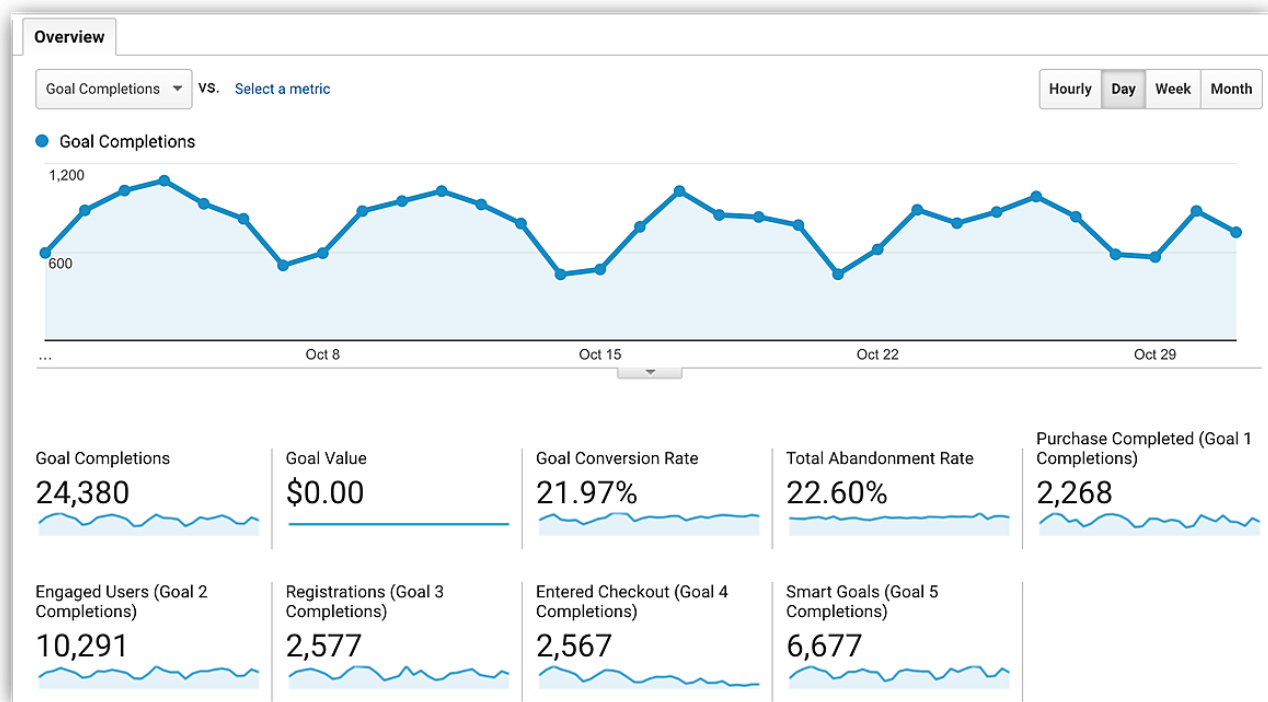 Overview
Goal Completions VS. Select a metric
Hourly Day Week Month
Goal Completions
1,200
600
... Oct 8 Oct 15 Oct 22 Oct 29
Goal Completions
24,380
Goal Value
$0.00
Goal Conversion Rate
21.97%
Total Abandonment Rate
22.60%
Purchase Completed (Goal 1
Completions)
2,268
Engaged Users (Goal 2
Completions)
10,291
Registrations (Goal 3
Completions)
2,577
Entered Checkout (Goal 4
Completions)
2,567
Smart Goals (Goal 5
Completions)
6,677